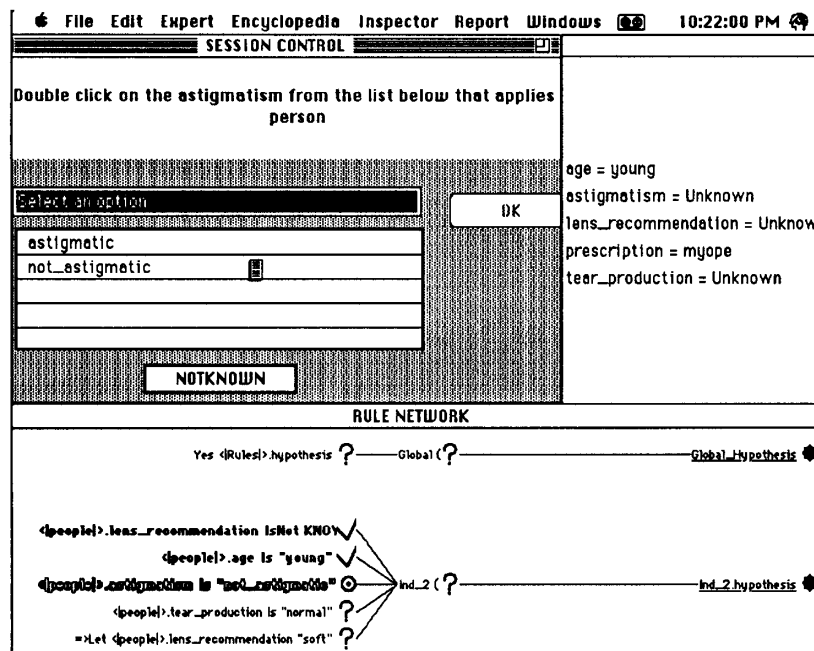 File Edit Expert Encyclopedia Inspector Report Windows 10:22:00 PM
SESSION CONTROL
Double click on the astigmatism from the list below that applies
person
Select an option
OK
astigmatic
not_astigmatic
NOTKNOWN
age = young
astigmatism = Unknown
lens_recommendation = Unknow
prescription = myope
tear_production = Unknown
RULE NETWORK
Yes <|Rules|>.hypothesis ? Global ( ? Global_Hypothesis
<|people|>.lens_recommendation IsNot KNOW
<|people|>.age Is "young"
<|people|>.astigmatism Is "not_astigmatic" Ind_2 ( ? Ind_2.hypothesis
<|people|>.tear_production Is "normal" ?
=>Let <|people|>.lens_recommendation "soft" ?